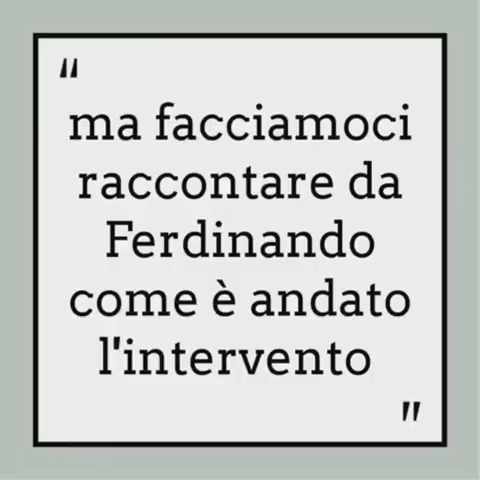 "
ma facciamoci
raccontare da
Ferdinando
come è andato
l'intervento
"